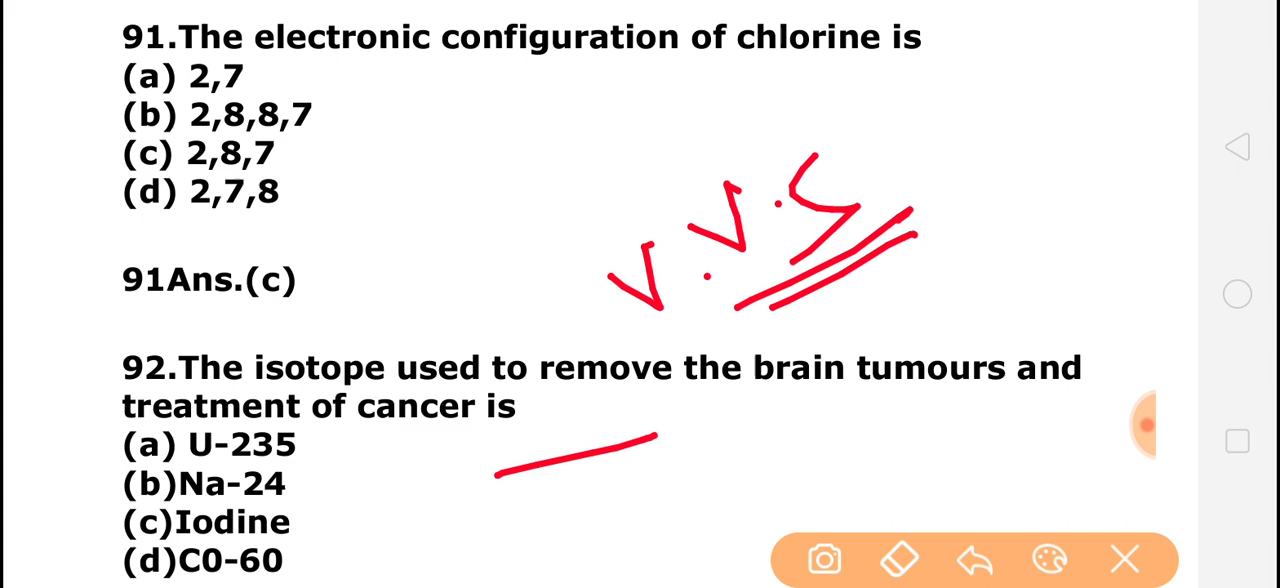 91.The electronic configuration of chlorine is
(a) 2,7
(b) 2,8,8,7
(c) 2,8,7
(d) 2,7,8
V.V.S
91Ans.(c)
92.The isotope used to remove the brain tumours and
treatment of cancer is
(a) U-235
(b)Na-24
(c)Iodine
(d)C0-60